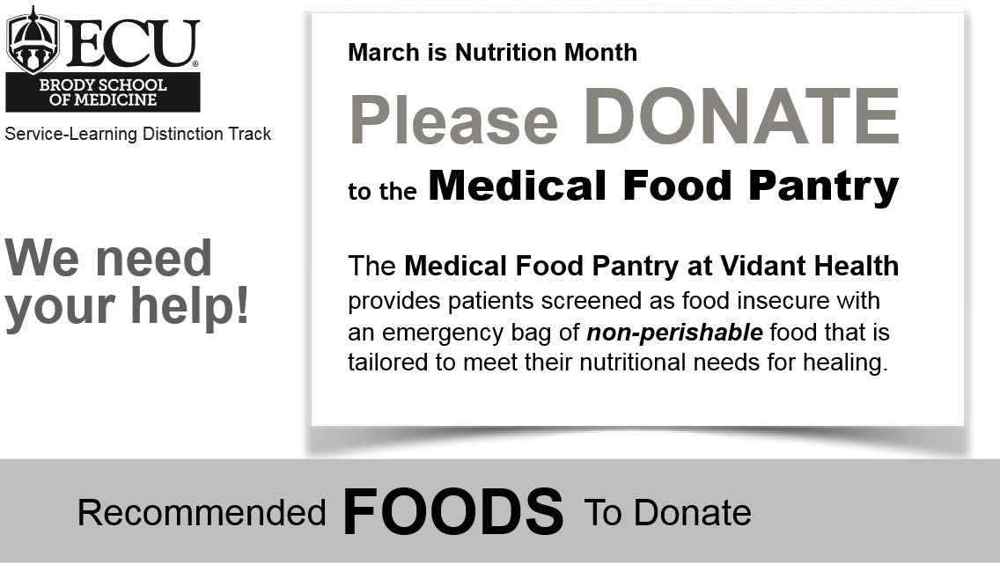 ECU®
BRODY SCHOOL
OF MEDICINE
Service-Learning Distinction Track
We need
your help!
March is Nutrition Month
Please DONATE
to the Medical Food Pantry
The Medical Food Pantry at Vidant Health
provides patients screened as food insecure with
an emergency bag of non-perishable food that is
tailored to meet their nutritional needs for healing.
Recommended FOODS To Donate